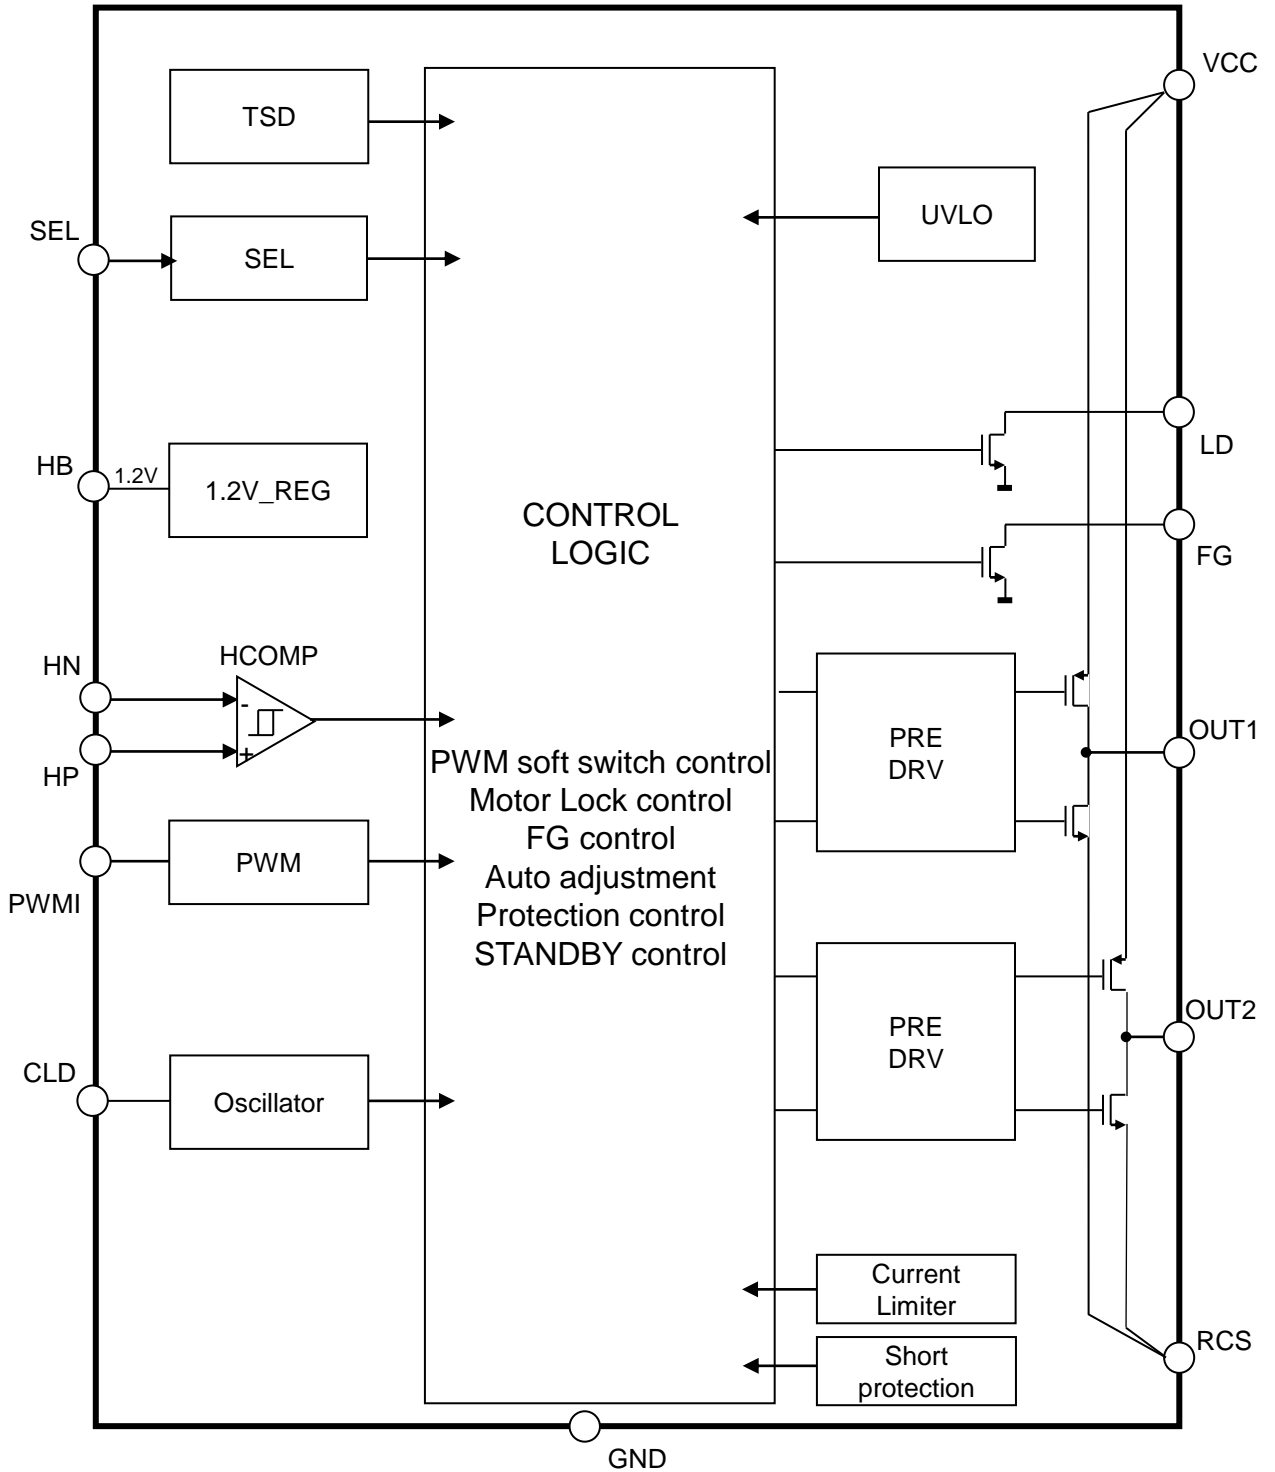 VCC
TSD
UVLO
SEL
SEL
LD
HB
1.2V
1.2V_REG
CONTROL
LOGIC
FG
HN
HCOMP
-
+
HP
PRE
DRV
OUT1
PWM soft switch control
Motor Lock control
FG control
Auto adjustment
Protection control
STANDBY control
PWM
PWMI
PRE
DRV
OUT2
CLD
Oscillator
Current
Limiter
Short
protection
RCS
GND